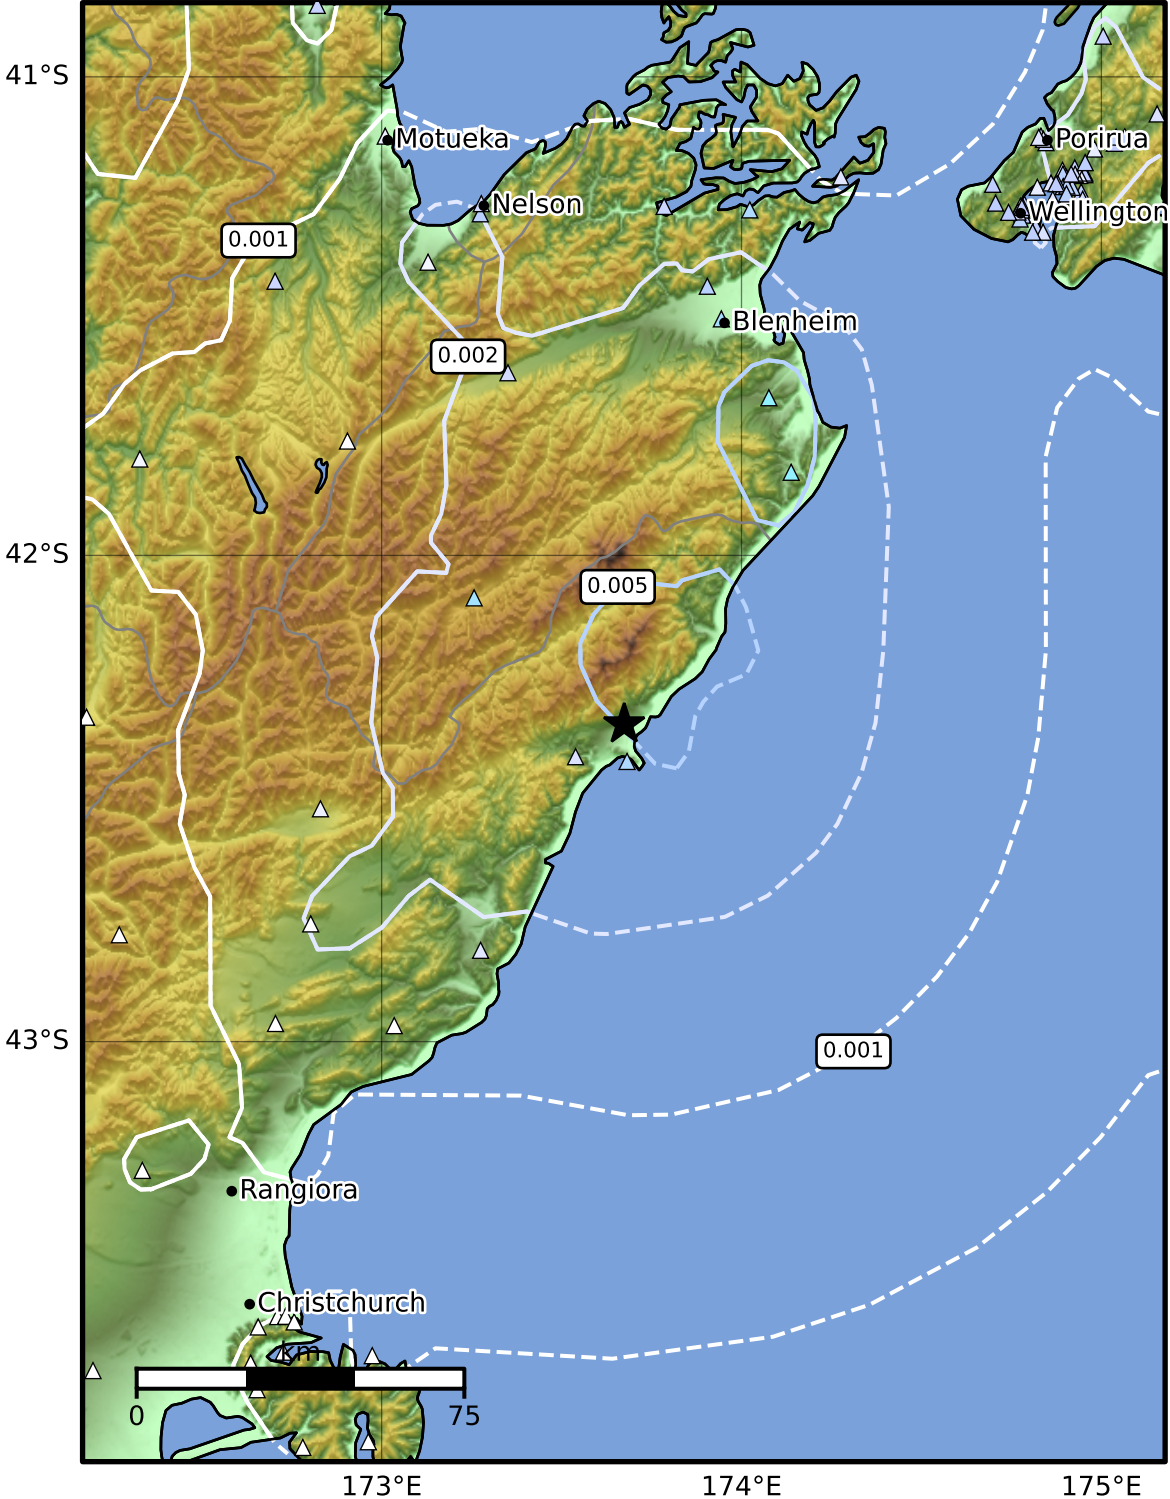 41°S
Motueka
Porirua
Nelson
Wellington
0.001
Blenheim
0.002
42°S
0.005
43°S
0.001
Rangiora
Christchurch
km
0 75
173°E 174°E 175°E